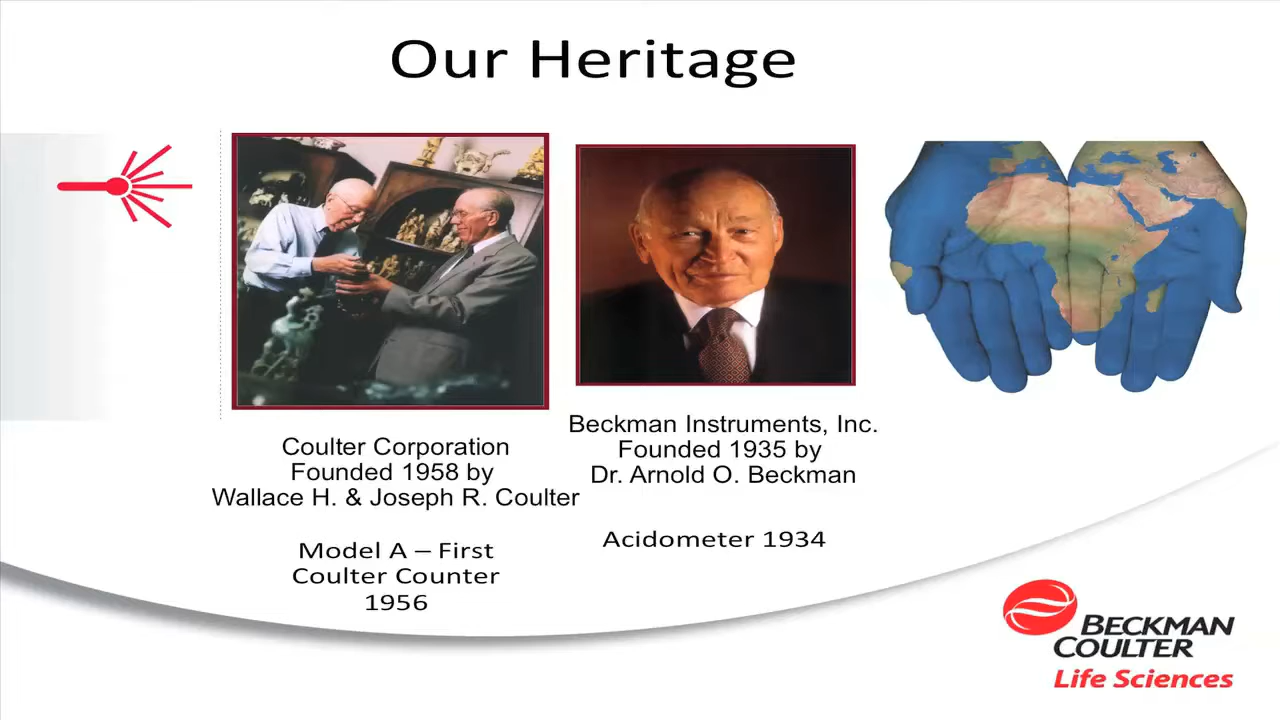 Our Heritage
Coulter Corporation
Founded 1958 by
Wallace H. & Joseph R. Coulter
Model A – First
Coulter Counter
1956
Beckman Instruments, Inc.
Founded 1935 by
Dr. Arnold O. Beckman
Acidometer 1934
BECKMAN
COULTER
Life Sciences